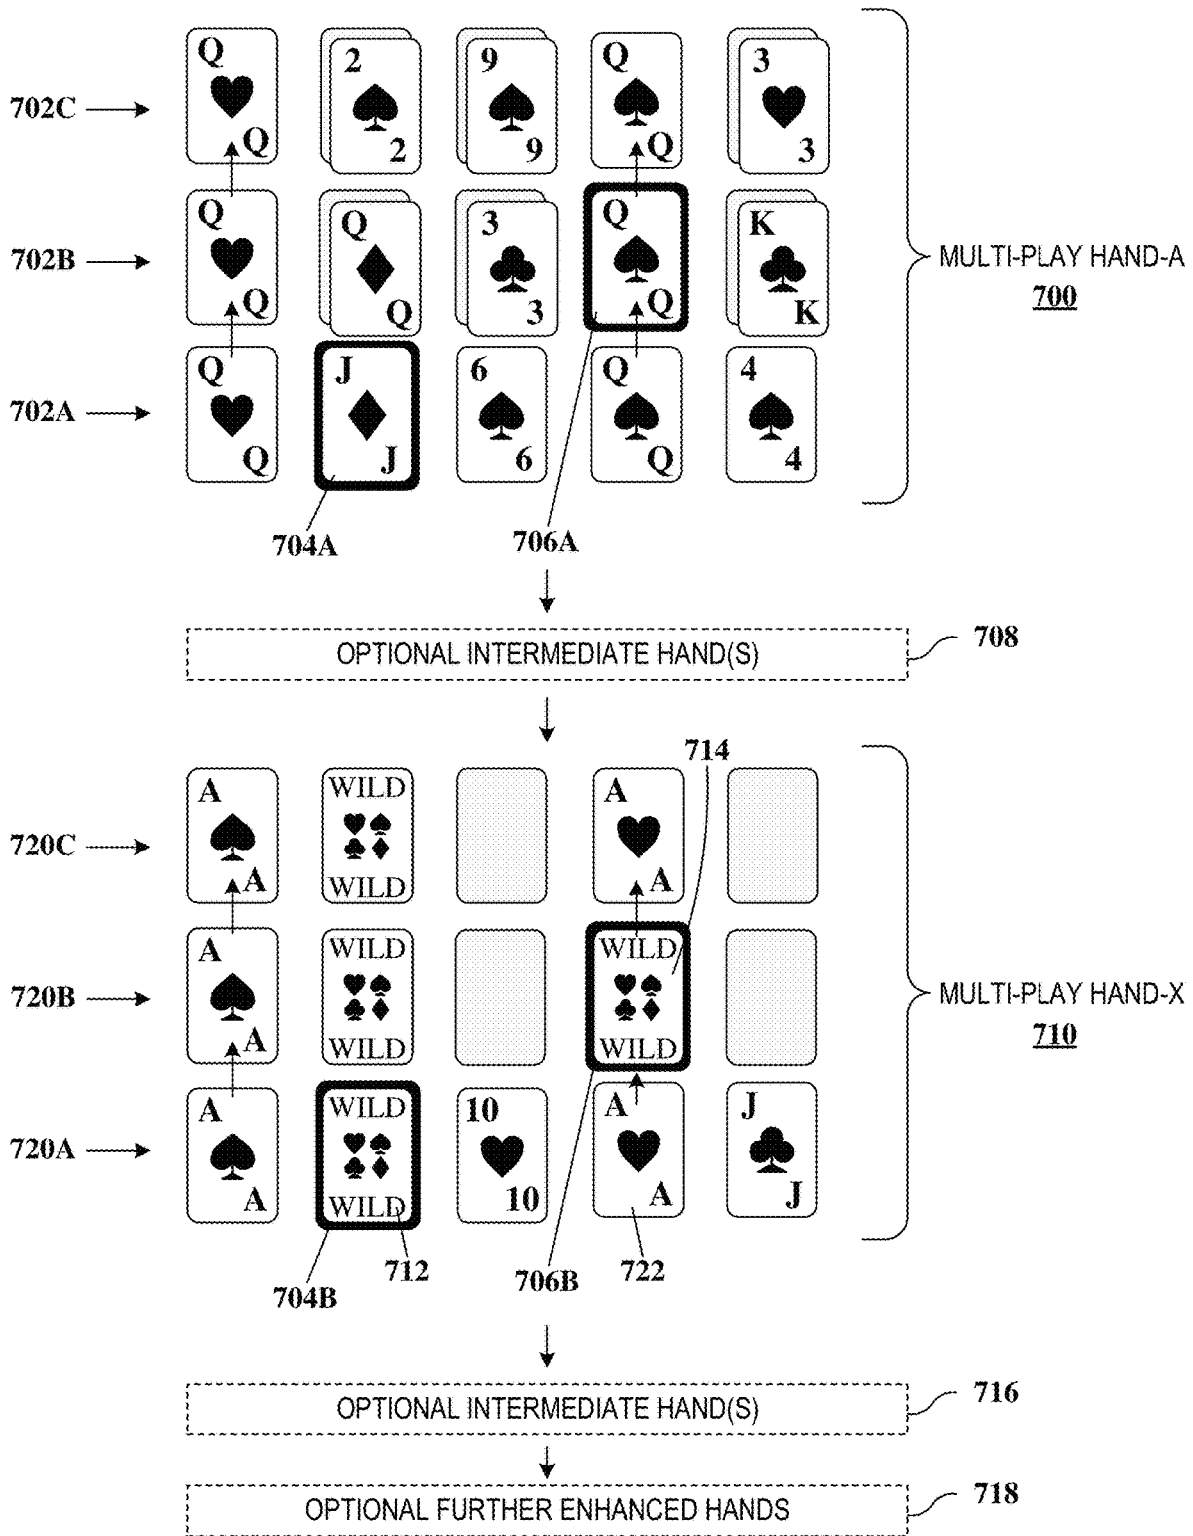 Q 2 9 Q 3
702C
Q 2 9 Q 3
Q Q 3 Q K
702B
MULTI-PLAY HAND-A
700
Q Q 3 Q K
Q J 6 Q 4
702A
Q J 6 Q 4
704A 706A
OPTIONAL INTERMEDIATE HAND(S) 708
714
A WILD A
720C
A WILD A
A WILD WILD
720B
MULTI-PLAY HAND-X
710
A WILD WILD
A WILD 10 A J
720A
A WILD 10 A J
704B 712 706B 722
OPTIONAL INTERMEDIATE HAND(S) 716
OPTIONAL FURTHER ENHANCED HANDS 718